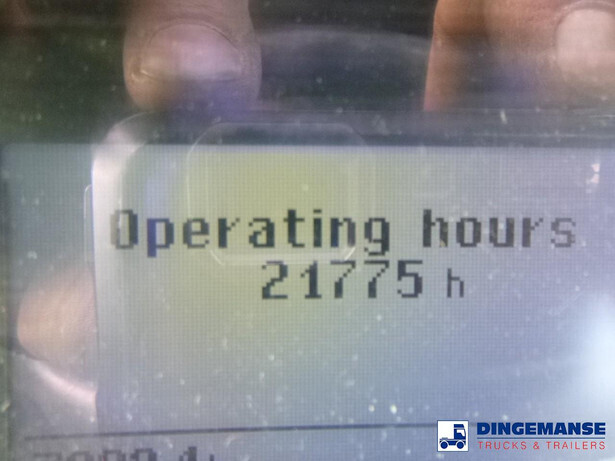 Operating hours
21775 h
DINGEMANSE
TRUCKS & TRAILERS